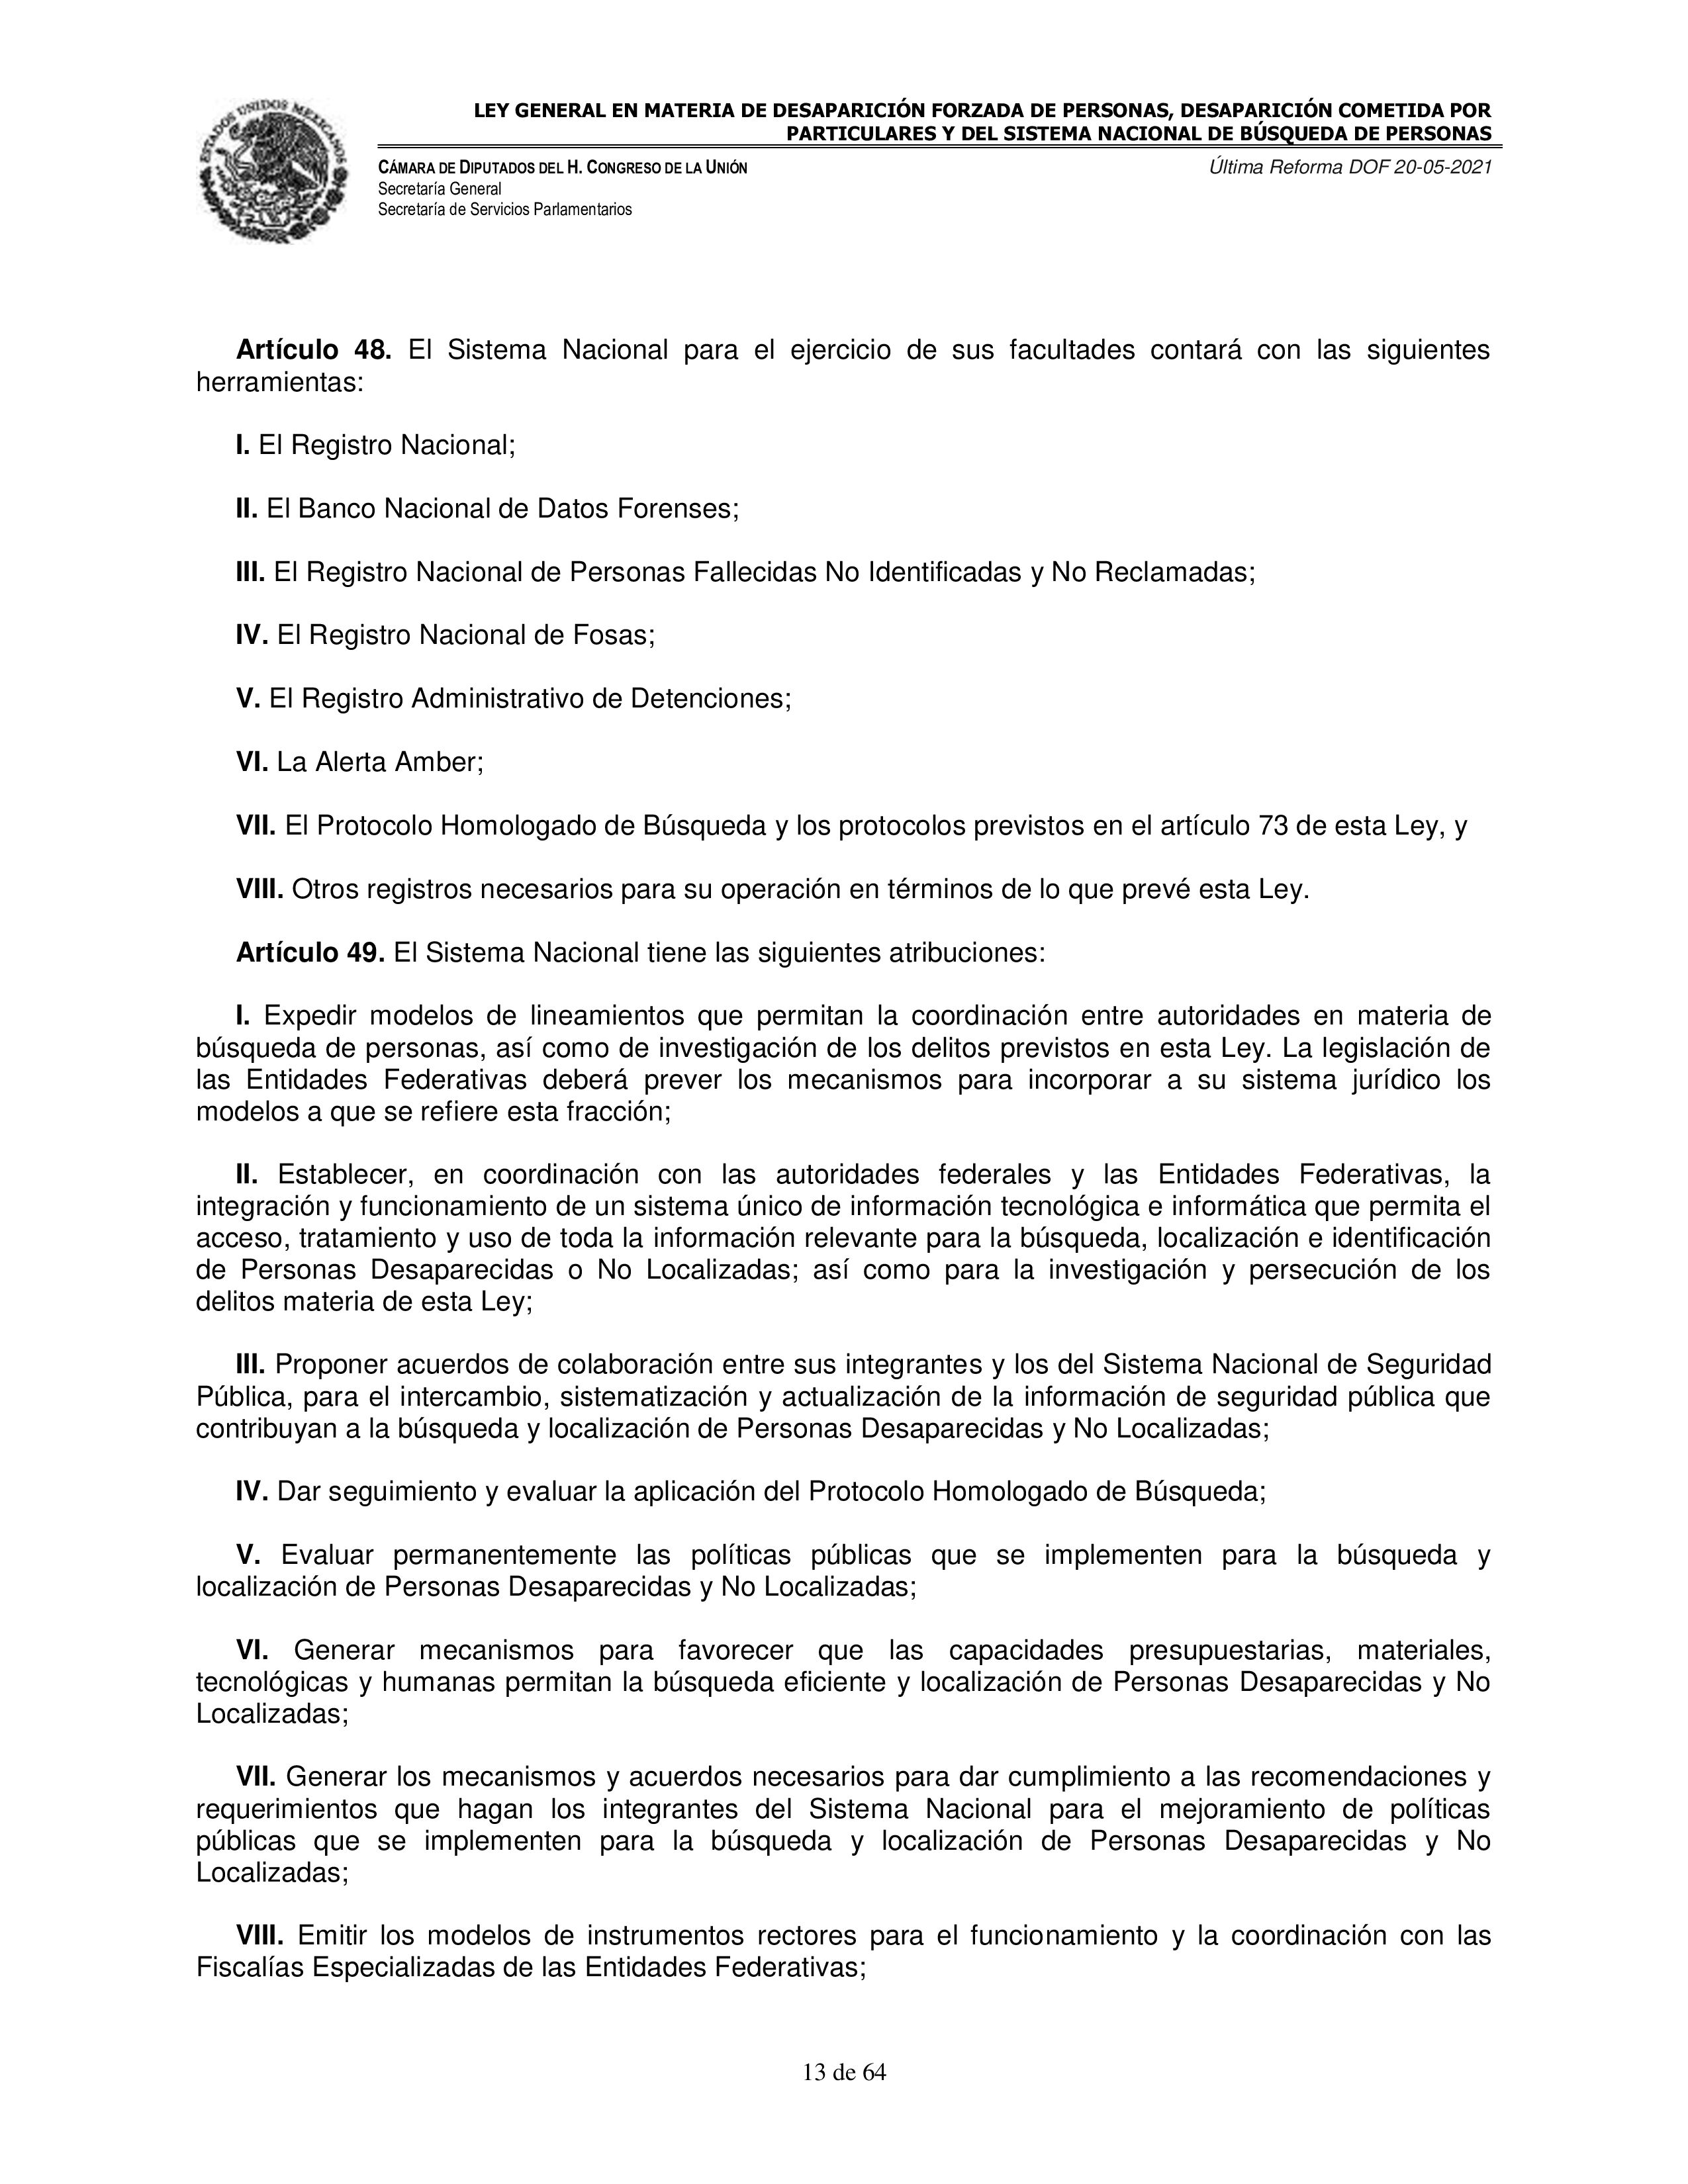 ESTADOS UNIDOS MEXICANOS
LEY GENERAL EN MATERIA DE DESAPARICIÓN FORZADA DE PERSONAS, DESAPARICIÓN COMETIDA POR
PARTICULARES Y DEL SISTEMA NACIONAL DE BÚSQUEDA DE PERSONAS
CÁMARA DE DIPUTADOS DEL H. CONGRESO DE LA UNIÓN
Última Reforma DOF 20-05-2021
Secretaría General
Secretaría de Servicios Parlamentarios
Artículo 48. El Sistema Nacional para el ejercicio de sus facultades contará con las siguientes
herramientas:
I. El Registro Nacional;
II. El Banco Nacional de Datos Forenses;
III. El Registro Nacional de Personas Fallecidas No Identificadas y No Reclamadas;
IV. El Registro Nacional de Fosas;
V. El Registro Administrativo de Detenciones;
VI. La Alerta Amber;
VII. El Protocolo Homologado de Búsqueda y los protocolos previstos en el artículo 73 de esta Ley, y
VIII. Otros registros necesarios para su operación en términos de lo que prevé esta Ley.
Artículo 49. El Sistema Nacional tiene las siguientes atribuciones:
I. Expedir modelos de lineamientos que permitan la coordinación entre autoridades en materia de
búsqueda de personas, así como de investigación de los delitos previstos en esta Ley. La legislación de
las Entidades Federativas deberá prever los mecanismos para incorporar a su sistema jurídico los
modelos a que se refiere esta fracción;
II. Establecer, en coordinación con las autoridades federales y las Entidades Federativas, la
integración y funcionamiento de un sistema único de información tecnológica e informática que permita el
acceso, tratamiento y uso de toda la información relevante para la búsqueda, localización e identificación
de Personas Desaparecidas o No Localizadas; así como para la investigación y persecución de los
delitos materia de esta Ley;
III. Proponer acuerdos de colaboración entre sus integrantes y los del Sistema Nacional de Seguridad
Pública, para el intercambio, sistematización y actualización de la información de seguridad pública que
contribuyan a la búsqueda y localización de Personas Desaparecidas y No Localizadas;
IV. Dar seguimiento y evaluar la aplicación del Protocolo Homologado de Búsqueda;
V. Evaluar permanentemente las políticas públicas que se implementen para la búsqueda y
localización de Personas Desaparecidas y No Localizadas;
VI. Generar mecanismos para favorecer que las capacidades presupuestarias, materiales,
tecnológicas y humanas permitan la búsqueda eficiente y localización de Personas Desaparecidas y No
Localizadas;
VII. Generar los mecanismos y acuerdos necesarios para dar cumplimiento a las recomendaciones y
requerimientos que hagan los integrantes del Sistema Nacional para el mejoramiento de políticas
públicas que se implementen para la búsqueda y localización de Personas Desaparecidas y No
Localizadas;
VIII. Emitir los modelos de instrumentos rectores para el funcionamiento y la coordinación con las
Fiscalías Especializadas de las Entidades Federativas;
13 de 64